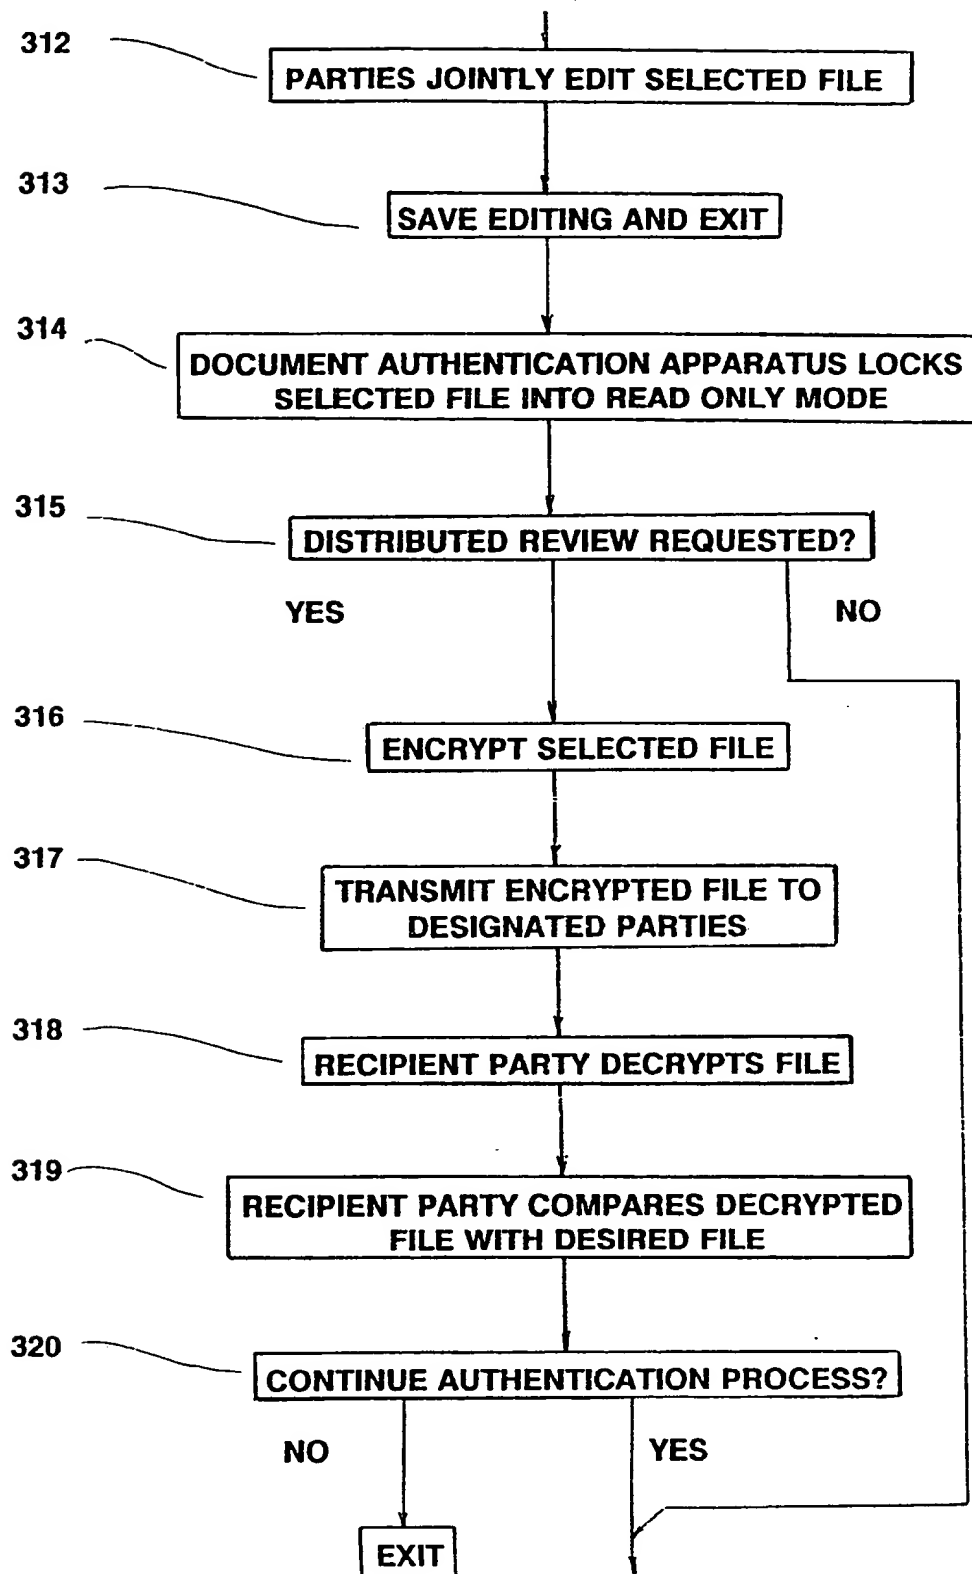 312
PARTIES JOINTLY EDIT SELECTED FILE
313
SAVE EDITING AND EXIT
314
DOCUMENT AUTHENTICATION APPARATUS LOCKS
SELECTED FILE INTO READ ONLY MODE
315
DISTRIBUTED REVIEW REQUESTED?
YES
NO
316
ENCRYPT SELECTED FILE
317
TRANSMIT ENCRYPTED FILE TO
DESIGNATED PARTIES
318
RECIPIENT PARTY DECRYPTS FILE
319
RECIPIENT PARTY COMPARES DECRYPTED
FILE WITH DESIRED FILE
320
CONTINUE AUTHENTICATION PROCESS?
NO
YES
EXIT